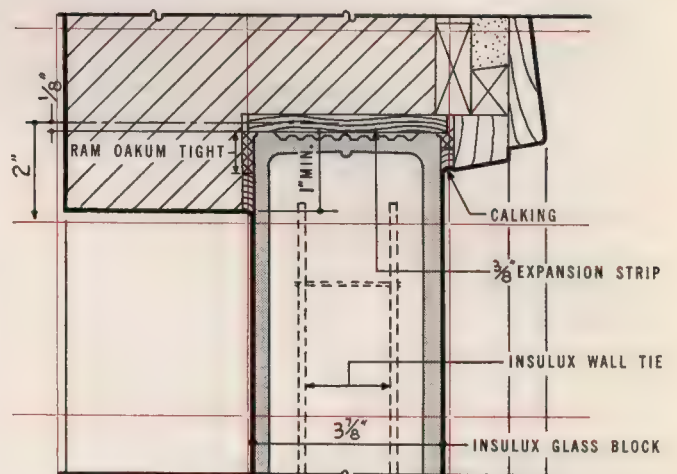 1/8"
2"
RAM OAKUM TIGHT
1" MIN.
CALKING
3/8" EXPANSION STRIP
INSULUX WALL TIE
3 7/8"
INSULUX GLASS BLOCK